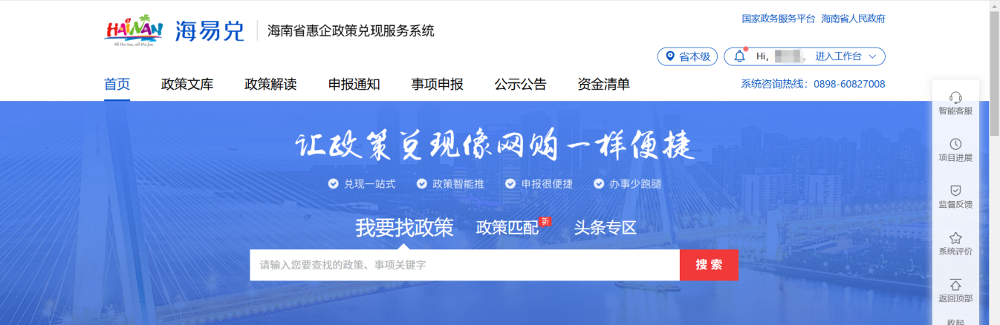 国家政务服务平台 海南省人民政府
HAINAN
All the sun, all the fun
海易兑
海南省惠企政策兑现服务系统
省本级
Hi,
进入工作台
首页 政策文库 政策解读 申报通知 事项申报 公示公告 资金清单
系统咨询热线：0898-60827008
让政策兑现像网购一样便捷
兑现一站式 政策智能推 申报很便捷 办事少跑腿
我要找政策 政策匹配 新 头条专区
请输入您要查找的政策、事项关键字
搜索
智能客服
项目进展
监督反馈
系统评价
返回顶部
收起